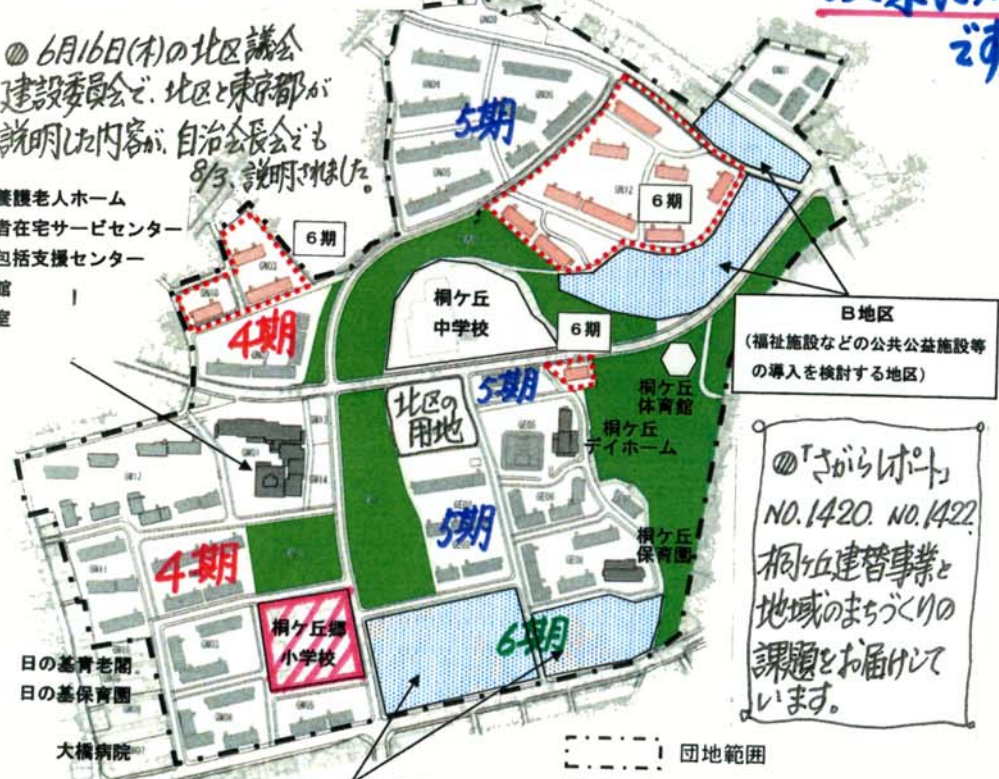 です
● 6月16日(木)の北区議会
建設委員会で、北区と東京都が
説明した内容が、自治会長会でも
8/3、説明されました。
養護老人ホーム
者在宅サービセンター
包括支援センター
館
室
5期
6期
6期
4期
桐ケ丘
中学校
6期
B地区
(福祉施設などの公共公益施設等
の導入を検討する地区)
5期
北区の
用地
桐ケ丘
体育館
桐ケ丘
デイホーム
●「さがらレポート」
NO.1420. NO.1422.
桐ヶ丘建替事業と
地域のまちづくりの
課題をお届けして
います。
5期
4期
桐ケ丘
保育園
桐ケ丘郷
小学校
6期
日の基青老閣
日の基保育園
大橋病院
団地範囲